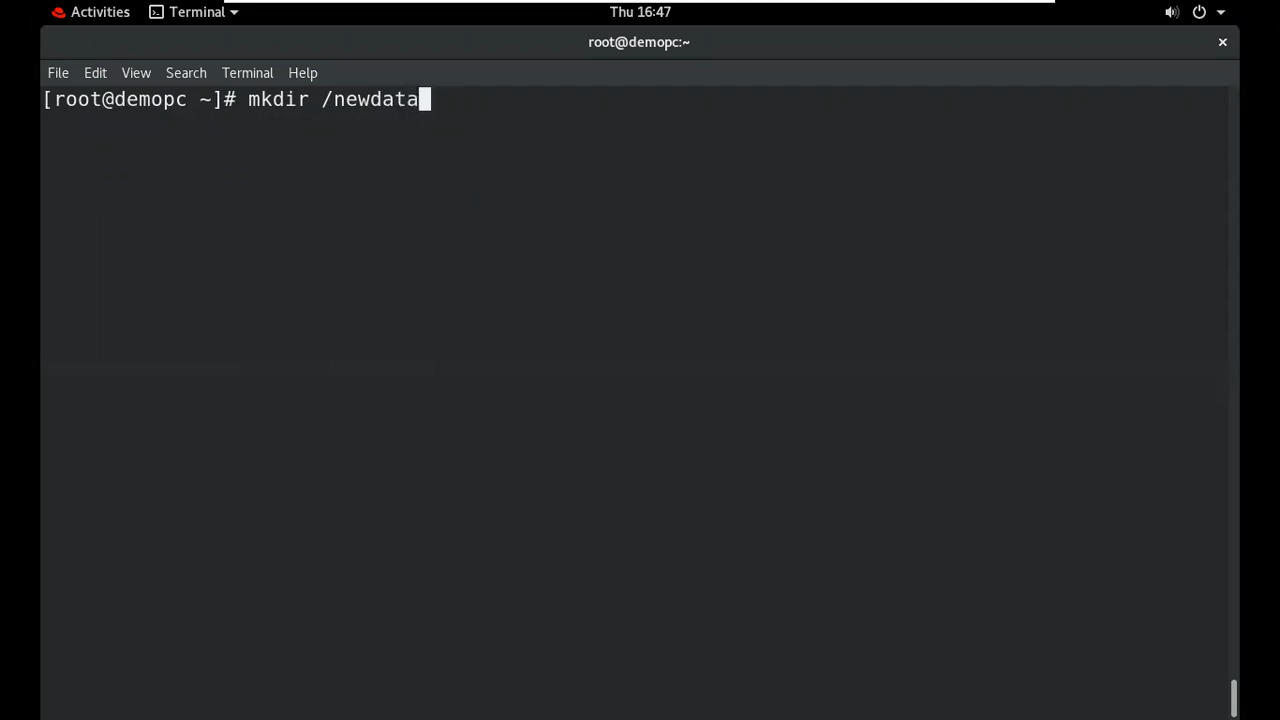 Activities Terminal Thu 16:47
root@demopc:~ ×
File Edit View Search Terminal Help
[root@demopc ~]# mkdir /newdata